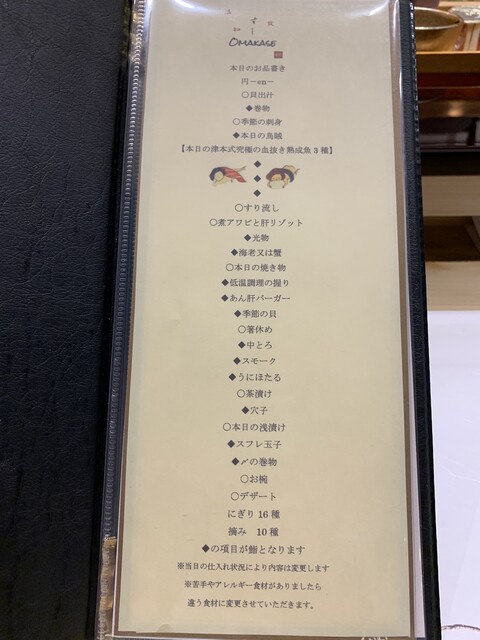 OMAKASE
本日のお品書き
円ーenー
○貝出汁
◆巻物
○季節の刺身
◆本日の烏賊
【本日の津本式究極の血抜き熟成魚3種】
◆
◆
◆
○すり流し
○煮アワビと肝リゾット
◆光物
◆海老又は蟹
○本日の焼き物
◆低温調理の握り
◆あん肝バーガー
◆季節の貝
○箸休め
◆中とろ
◆スモーク
◆うにほたる
○茶漬け
◆穴子
○本日の浅漬け
◆スフレ玉子
◆〆の巻物
○お椀
○デザート
にぎり16種
摘み 10種
◆の項目が鮨となります
※当日の仕入れ状況により内容は変更します
※苦手やアレルギー食材がありましたら
違う食材に変更させていただきます。